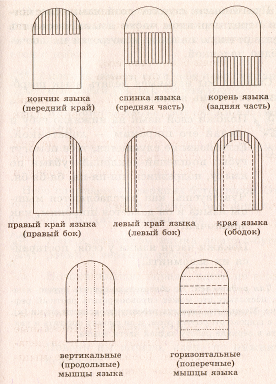 кончик языка
(передний край)
спинка языка
(средняя часть)
корень языка
(задняя часть)
правый край языка
(правый бок)
левый край языка
(левый бок)
края языка
(ободок)
вертикальные
(продольные)
мышцы языка
горизонтальные
(поперечные)
мышцы языка